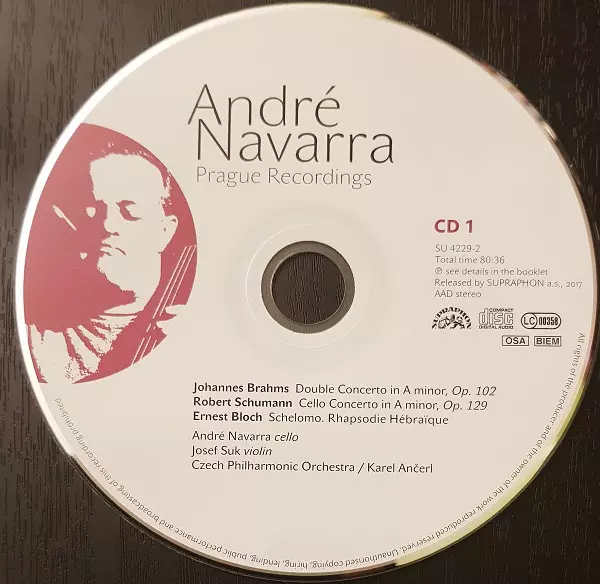 André
Navarra
Prague Recordings
CD 1
SU 4229-2
Total time 80:36
℗ see details in the booklet
Released by SUPRAPHON a.s., 2017
AAD stereo
SUPRAPHON
COMPACT
disc
DIGITAL AUDIO
LC 00358
OSA BIEM
Johannes Brahms Double Concerto in A minor, Op. 102
Robert Schumann Cello Concerto in A minor, Op. 129
Ernest Bloch Schelomo. Rhapsodie Hébraïque
André Navarra cello
Josef Suk violin
Czech Philharmonic Orchestra / Karel Ančerl
All rights of the producer and of the owner of the work reproduced reserved. Unauthorised copying, hiring, lending, public performance and broadcasting of this recording prohibited.